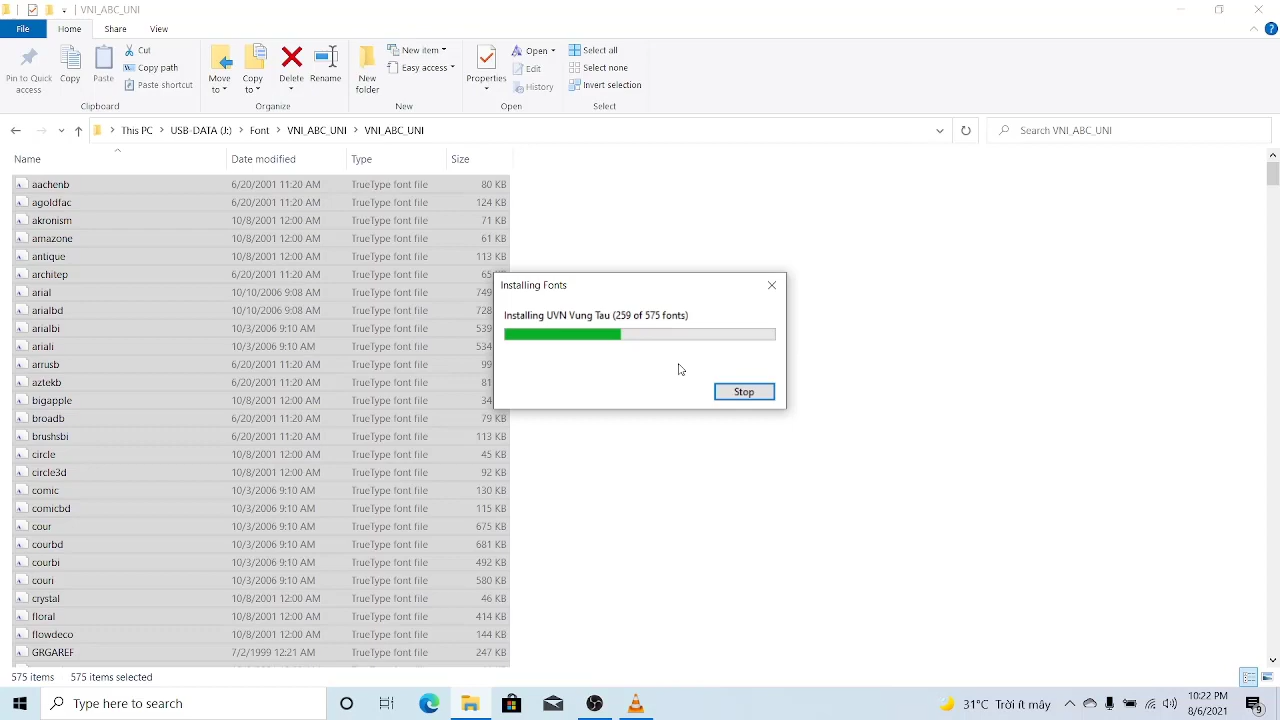 VNI_ABC_UNI
File Home Share View
Pin to Quick access
Copy
Paste
Cut
Copy path
Paste shortcut
Clipboard
Move to
Copy to
Delete
Rename
Organize
New folder
New item
Easy access
New
Properties
Open
Edit
History
Open
Select all
Select none
Invert selection
Select
This PC > USB-DATA (J:) > Font > VNI_ABC_UNI > VNI_ABC_UNI
Search VNI_ABC_UNI
Name Date modified Type Size
aachenb 6/20/2001 11:20 AM TrueType font file 80 KB
agoldfac 6/20/2001 11:20 AM TrueType font file 124 KB
akronism 10/8/2001 12:00 AM TrueType font file 71 KB
amazone 10/8/2001 12:00 AM TrueType font file 61 KB
antique 10/8/2001 12:00 AM TrueType font file 113 KB
architep 6/20/2001 11:20 AM TrueType font file 65
arial 10/10/2006 9:08 AM TrueType font file 749
arialbd 10/10/2006 9:08 AM TrueType font file 728
arialbi 10/3/2006 9:10 AM TrueType font file 539
ariali 10/3/2006 9:10 AM TrueType font file 534
arrusb 6/20/2001 11:20 AM TrueType font file 99
aztekb 6/20/2001 11:20 AM TrueType font file 81
bigapple 10/8/2001 12:00 AM TrueType font file 34
broadb 6/20/2001 11:20 AM TrueType font file 79 KB
brushsbi 6/20/2001 11:20 AM TrueType font file 113 KB
circle 10/8/2001 12:00 AM TrueType font file 45 KB
circle3d 10/8/2001 12:00 AM TrueType font file 92 KB
comic 10/3/2006 9:10 AM TrueType font file 130 KB
comicbd 10/3/2006 9:10 AM TrueType font file 115 KB
cour 10/3/2006 9:10 AM TrueType font file 675 KB
courbd 10/3/2006 9:10 AM TrueType font file 681 KB
courbi 10/3/2006 9:10 AM TrueType font file 492 KB
couri 10/3/2006 9:10 AM TrueType font file 580 KB
crystal 10/8/2001 12:00 AM TrueType font file 46 KB
floral 10/8/2001 12:00 AM TrueType font file 414 KB
flowdeco 10/8/2001 12:00 AM TrueType font file 144 KB
GRGAREF 7/2/1999 12:21 AM TrueType font file 247 KB
Installing Fonts
Installing UVN Vung Tau (259 of 575 fonts)
Stop
575 items 575 items selected
Type here to search
31°C Trời ít mây
10:22 PM
8/6/2021